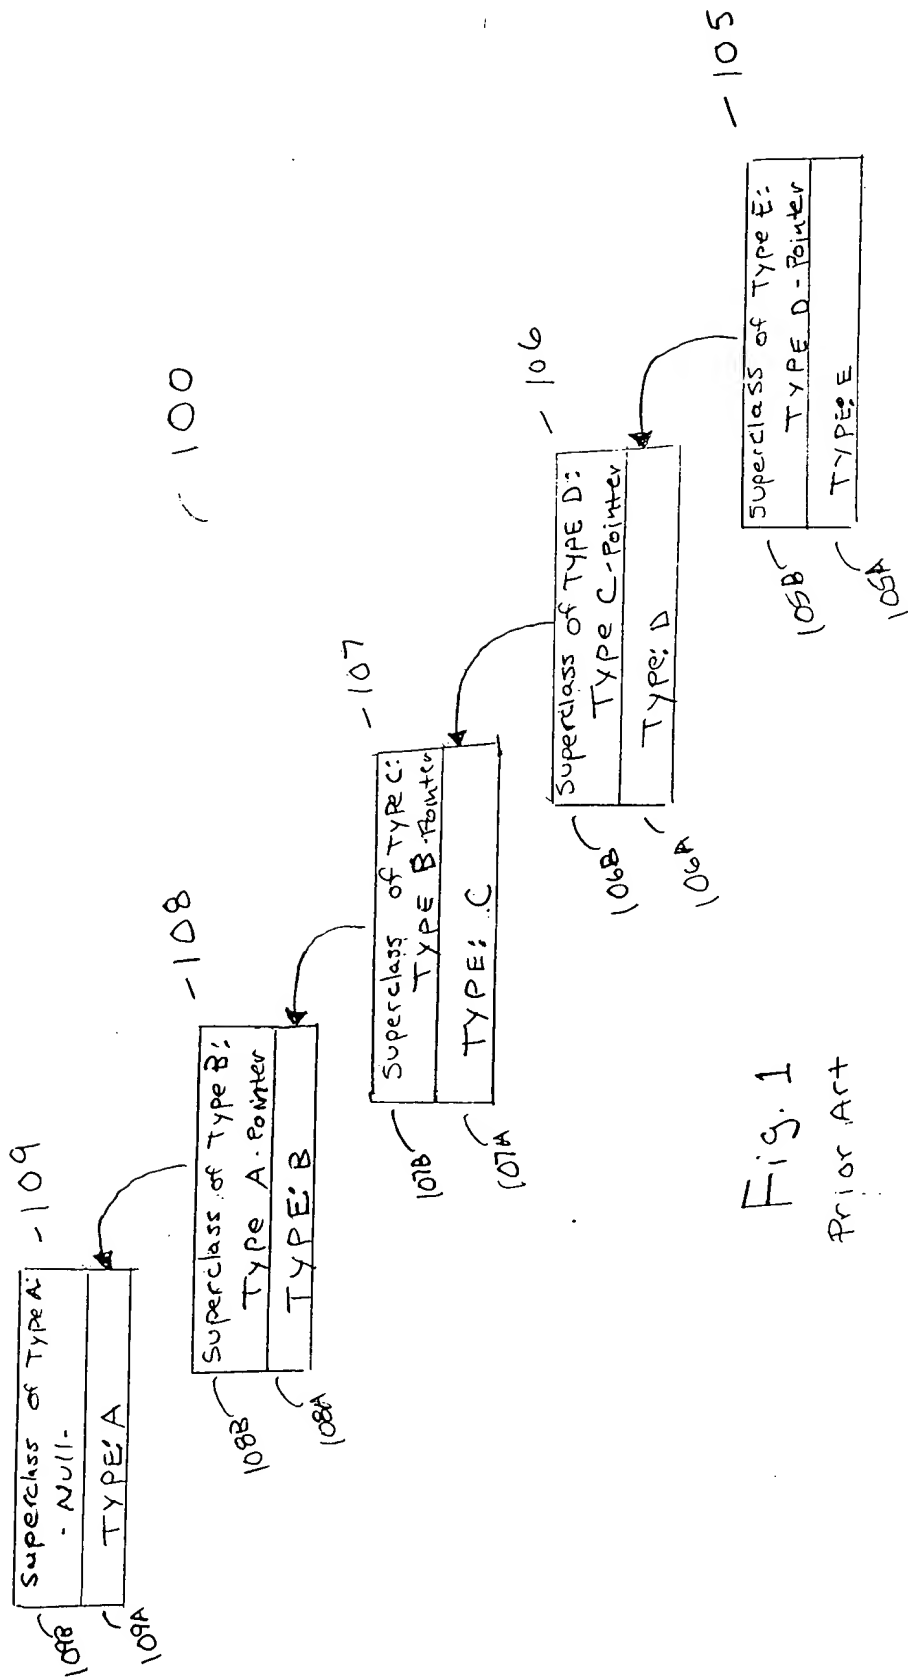 100
Superclass of Type A:
- Null -
TYPE: A
109
109B
109A
Superclass of Type B:
Type A - Pointer
TYPE: B
108
108B
108A
Superclass of Type C:
TYPE B - Pointer
TYPE: C
107
107B
107A
Superclass of TYPE D:
Type C - Pointer
Type: D
106
106B
106A
Superclass of Type E:
TYPE D - Pointer
TYPE: E
105
105B
105A
Fig. 1
Prior Art